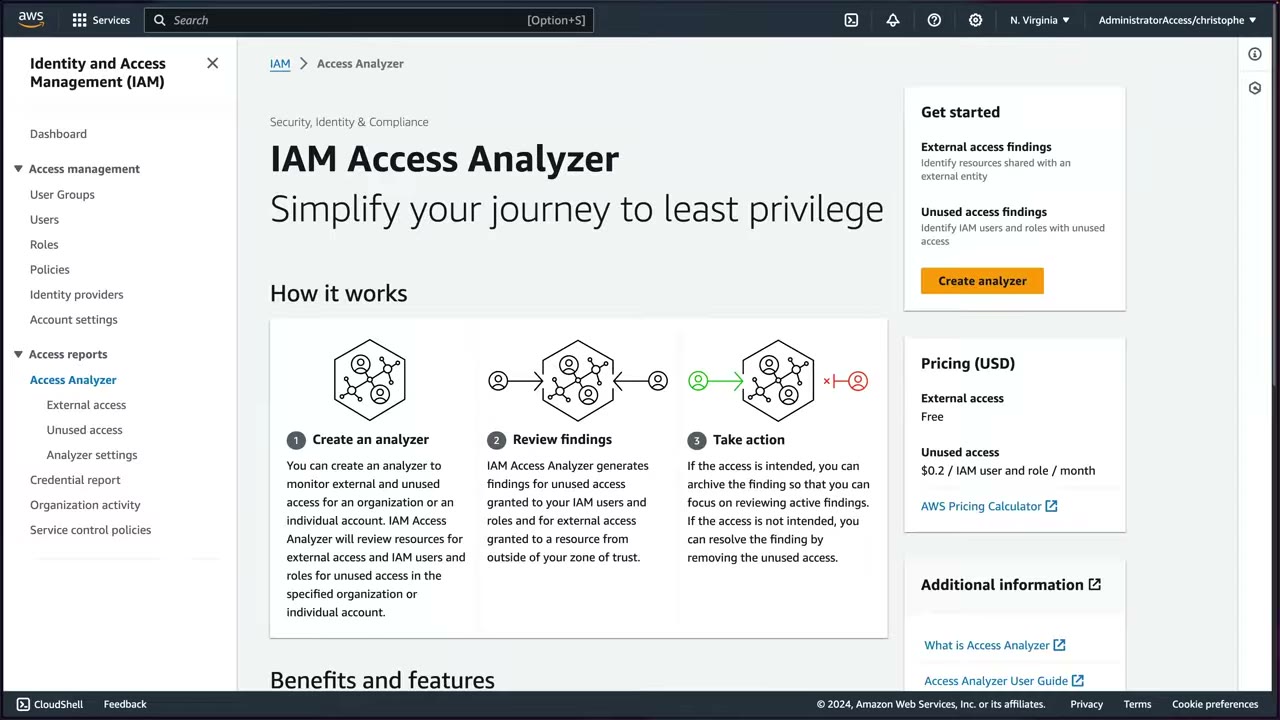 aws
Services
Search
[Option+S]
N. Virginia
AdministratorAccess/christophe
Identity and Access
Management (IAM)
Dashboard
Access management
User Groups
Users
Roles
Policies
Identity providers
Account settings
Access reports
Access Analyzer
External access
Unused access
Analyzer settings
Credential report
Organization activity
Service control policies
IAM
Access Analyzer
Security, Identity & Compliance
IAM Access Analyzer
Simplify your journey to least privilege
How it works
1 Create an analyzer
You can create an analyzer to
monitor external and unused
access for an organization or an
individual account. IAM Access
Analyzer will review resources for
external access and IAM users and
roles for unused access in the
specified organization or
individual account.
2 Review findings
IAM Access Analyzer generates
findings for unused access
granted to your IAM users and
roles and for external access
granted to a resource from
outside of your zone of trust.
3 Take action
If the access is intended, you can
archive the finding so that you can
focus on reviewing active findings.
If the access is not intended, you
can resolve the finding by
removing the unused access.
Benefits and features
Get started
External access findings
Identify resources shared with an
external entity
Unused access findings
Identify IAM users and roles with unused
access
Create analyzer
Pricing (USD)
External access
Free
Unused access
$0.2 / IAM user and role / month
AWS Pricing Calculator
Additional information
What is Access Analyzer
Access Analyzer User Guide
CloudShell
Feedback
© 2024, Amazon Web Services, Inc. or its affiliates.
Privacy
Terms
Cookie preferences